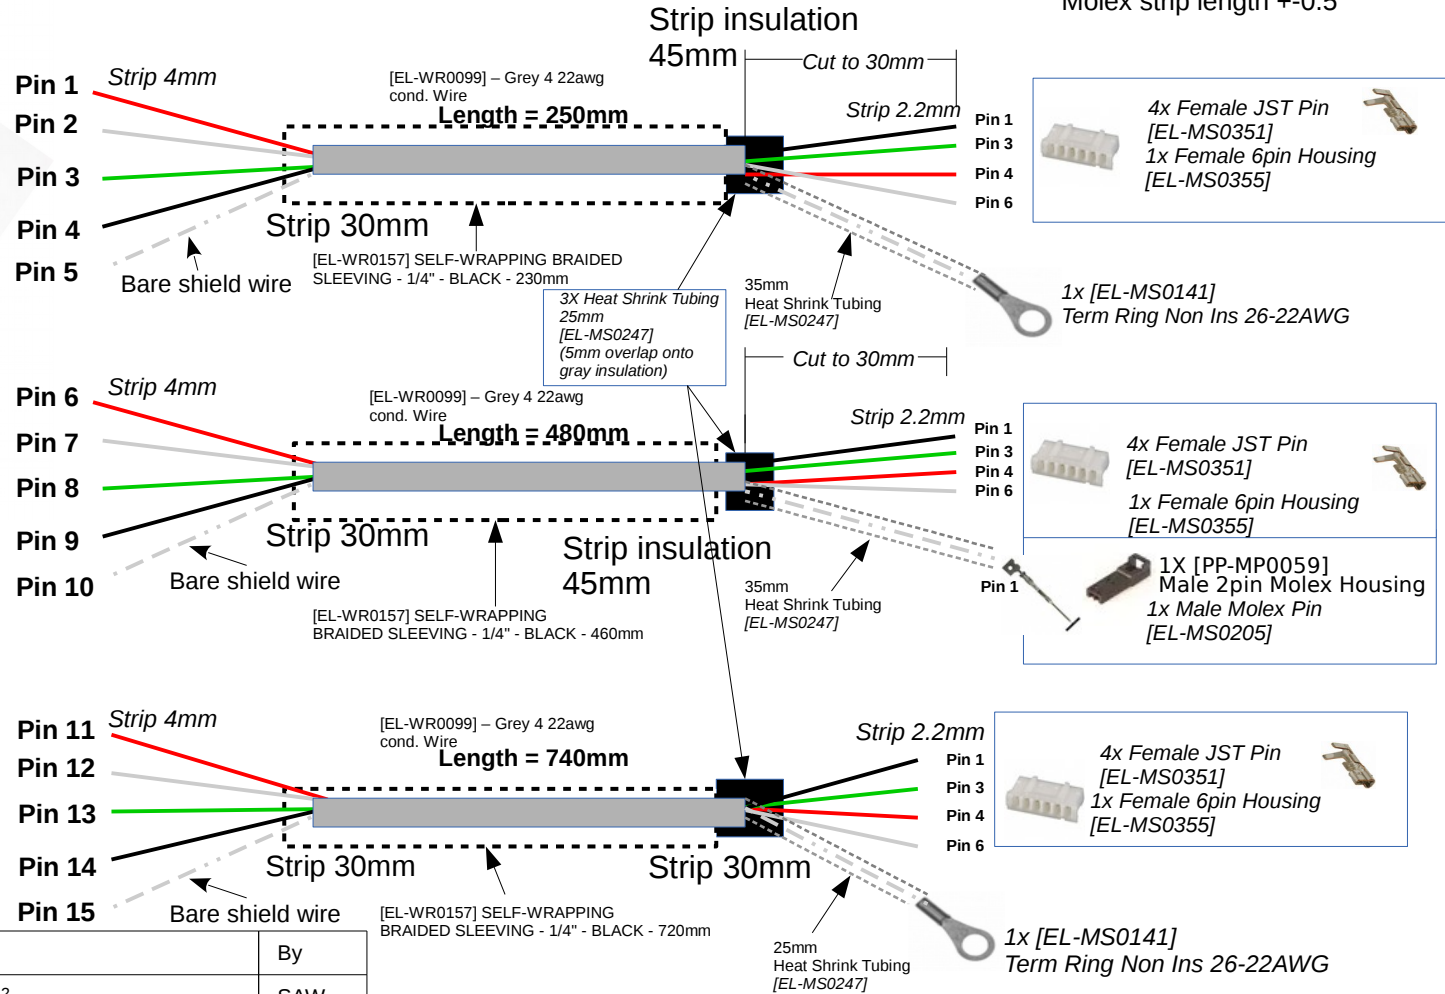 Molex strip length +-0.5
Strip insulation
45mm
Cut to 30mm
Pin 1
Strip 4mm
Pin 2
Pin 3
Pin 4
Pin 5
[EL-WR0099] – Grey 4 22awg
cond. Wire
Length = 250mm
Strip 2.2mm
Pin 1
Pin 3
Pin 4
Pin 6
4x Female JST Pin
[EL-MS0351]
1x Female 6pin Housing
[EL-MS0355]
Strip 30mm
Bare shield wire
[EL-WR0157] SELF-WRAPPING BRAIDED
SLEEVING - 1/4" - BLACK - 230mm
3X Heat Shrink Tubing
25mm
[EL-MS0247]
(5mm overlap onto
gray insulation)
35mm
Heat Shrink Tubing
[EL-MS0247]
1x [EL-MS0141]
Term Ring Non Ins 26-22AWG
Cut to 30mm
Pin 6
Strip 4mm
Pin 7
Pin 8
Pin 9
Pin 10
[EL-WR0099] – Grey 4 22awg
cond. Wire
Length = 480mm
Strip 2.2mm
Pin 1
Pin 3
Pin 4
Pin 6
4x Female JST Pin
[EL-MS0351]
1x Female 6pin Housing
[EL-MS0355]
Strip 30mm
Strip insulation
45mm
Bare shield wire
[EL-WR0157] SELF-WRAPPING
BRAIDED SLEEVING - 1/4" - BLACK - 460mm
35mm
Heat Shrink Tubing
[EL-MS0247]
Pin 1
1X [PP-MP0059]
Male 2pin Molex Housing
1x Male Molex Pin
[EL-MS0205]
Pin 11
Strip 4mm
Pin 12
Pin 13
Pin 14
Pin 15
[EL-WR0099] – Grey 4 22awg
cond. Wire
Length = 740mm
Strip 2.2mm
Pin 1
Pin 3
Pin 4
Pin 6
4x Female JST Pin
[EL-MS0351]
1x Female 6pin Housing
[EL-MS0355]
Strip 30mm
Strip 30mm
Bare shield wire
[EL-WR0157] SELF-WRAPPING
BRAIDED SLEEVING - 1/4" - BLACK - 720mm
25mm
Heat Shrink Tubing
[EL-MS0247]
1x [EL-MS0141]
Term Ring Non Ins 26-22AWG
By
2
SAW